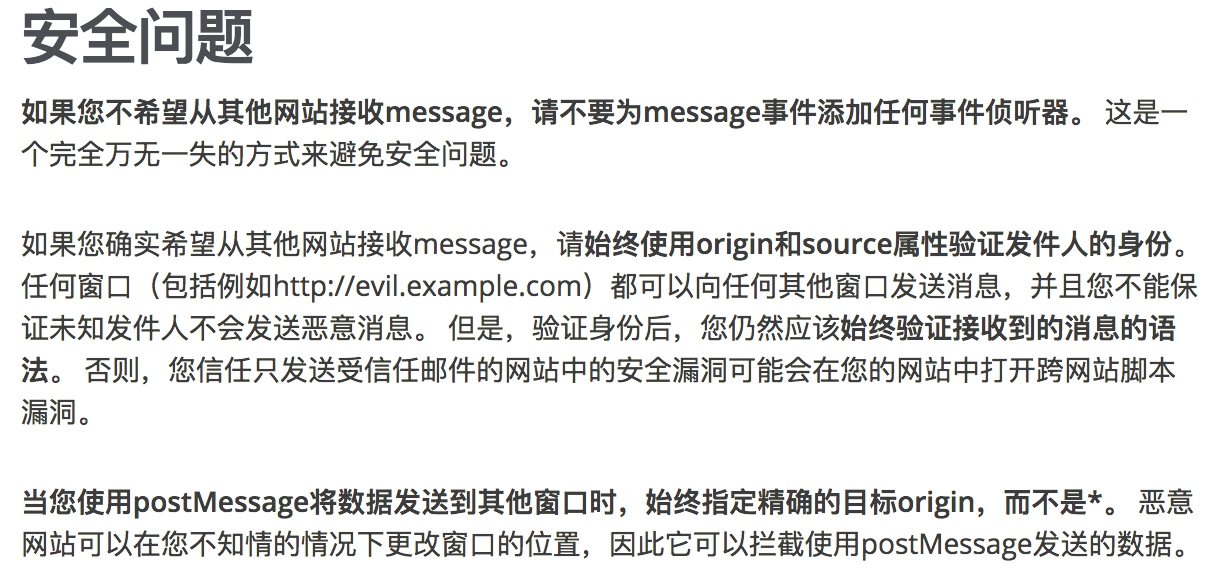 安全问题
如果您不希望从其他网站接收message，请不要为message事件添加任何事件侦听器。 这是一
个完全万无一失的方式来避免安全问题。
如果您确实希望从其他网站接收message，请始终使用origin和source属性验证发件人的身份。
任何窗口（包括例如http://evil.example.com）都可以向任何其他窗口发送消息，并且您不能保
证未知发件人不会发送恶意消息。 但是，验证身份后，您仍然应该始终验证接收到的消息的语
法。 否则，您信任只发送受信任邮件的网站中的安全漏洞可能会在您的网站中打开跨网站脚本
漏洞。
当您使用postMessage将数据发送到其他窗口时，始终指定精确的目标origin，而不是*。 恶意
网站可以在您不知情的情况下更改窗口的位置，因此它可以拦截使用postMessage发送的数据。